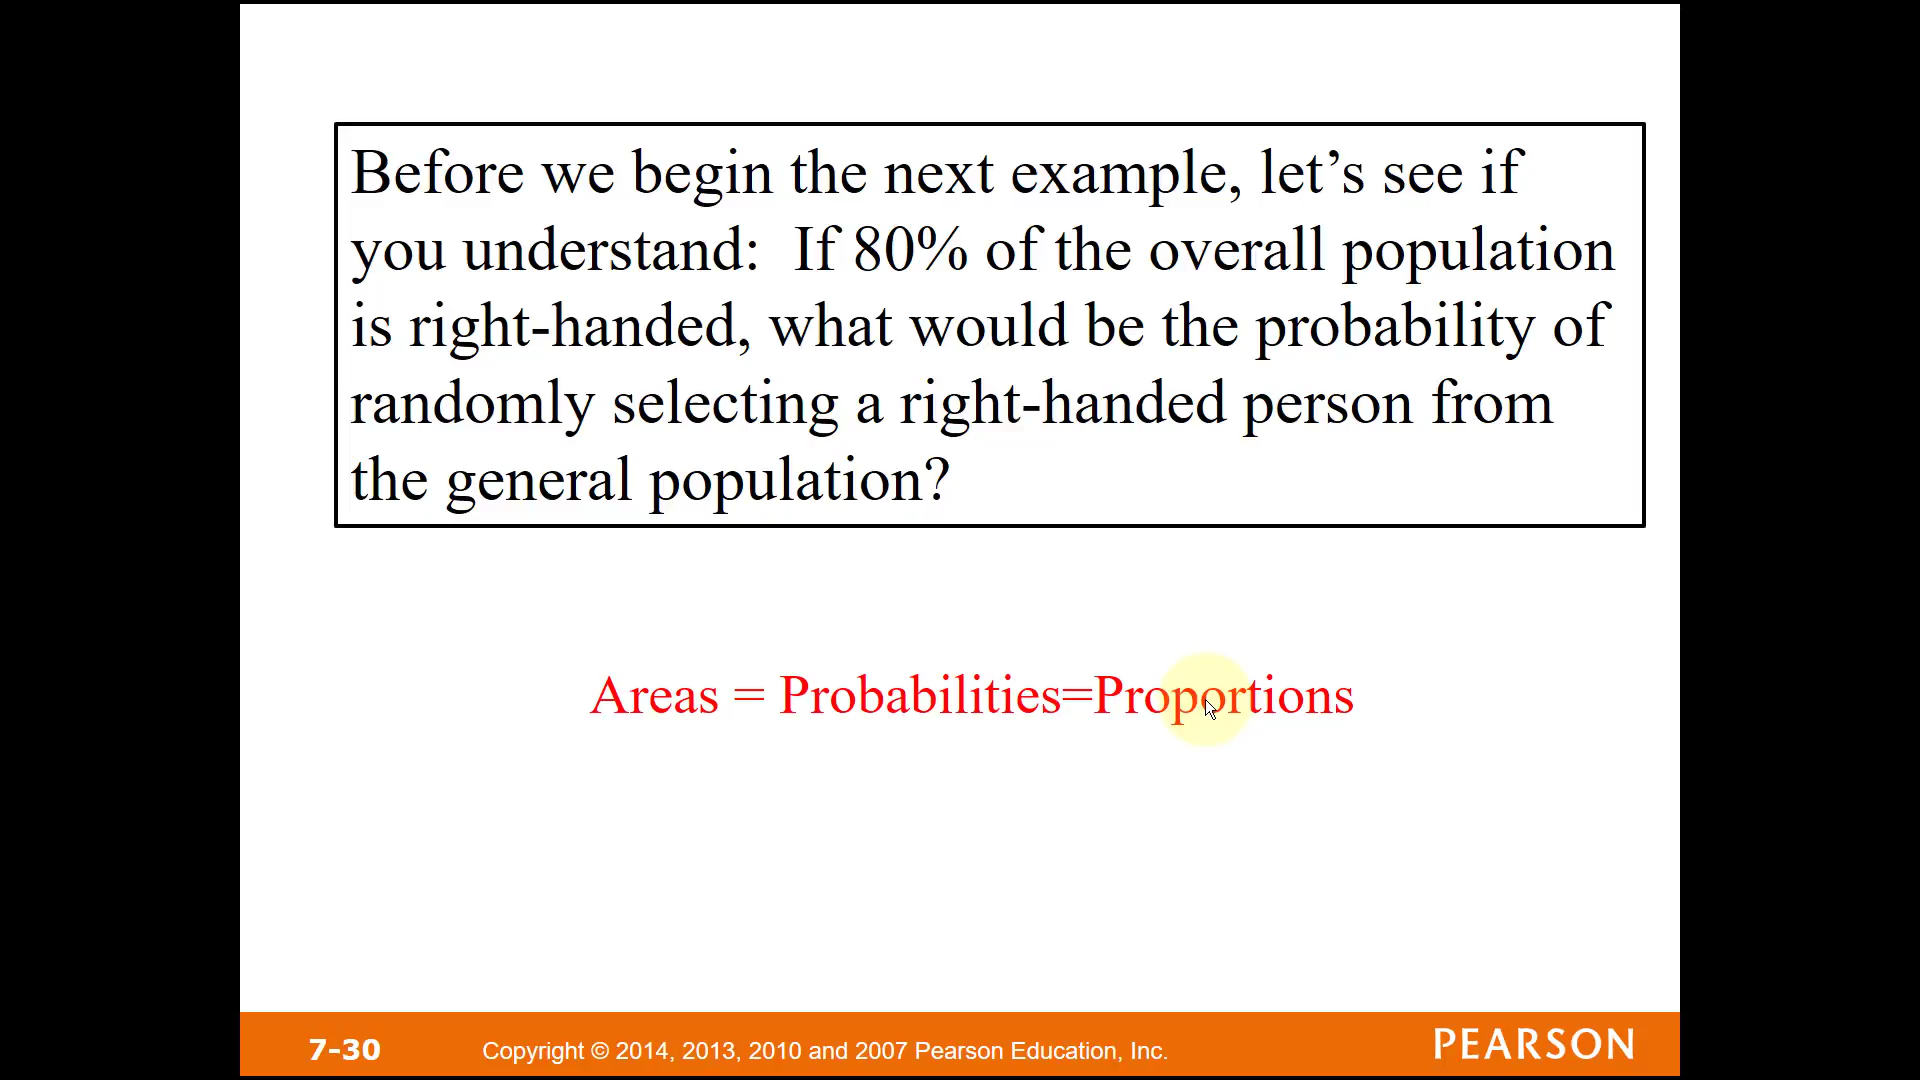 Before we begin the next example, let’s see if
you understand:  If 80% of the overall population
is right-handed, what would be the probability of
randomly selecting a right-handed person from
the general population?
Areas = Probabilities=Proportions
7-30
Copyright © 2014, 2013, 2010 and 2007 Pearson Education, Inc.
PEARSON